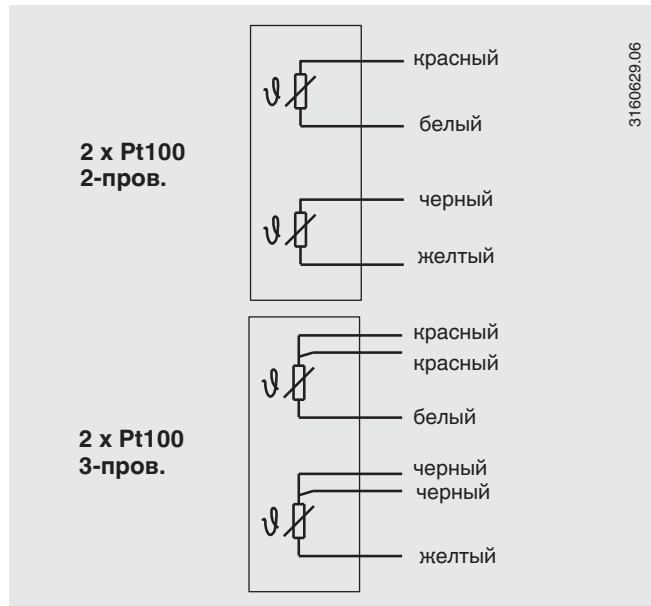 красный
белый
2 x Pt100
2-пров.
черный
желтый
красный
красный
белый
2 x Pt100
3-пров.
черный
черный
желтый
3160629.06